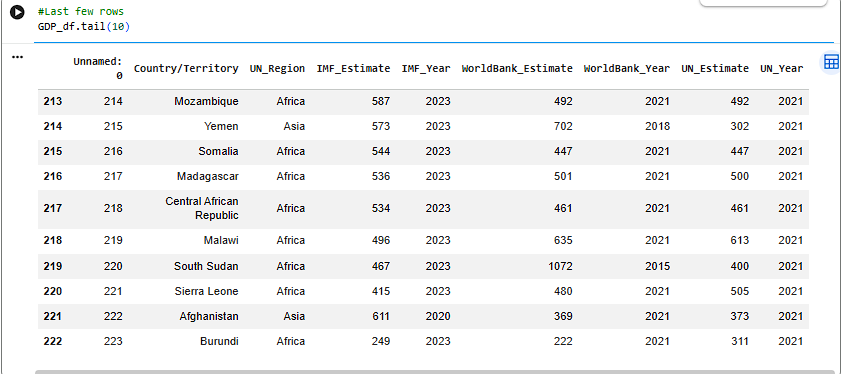 #Last few rows
GDP_df.tail(10)
Unnamed: 0 Country/Territory UN_Region IMF_Estimate IMF_Year WorldBank_Estimate WorldBank_Year UN_Estimate UN_Year
213 214 Mozambique Africa 587 2023 492 2021 492 2021
214 215 Yemen Asia 573 2023 702 2018 302 2021
215 216 Somalia Africa 544 2023 447 2021 447 2021
216 217 Madagascar Africa 536 2023 501 2021 500 2021
217 218 Central African Republic Africa 534 2023 461 2021 461 2021
218 219 Malawi Africa 496 2023 635 2021 613 2021
219 220 South Sudan Africa 467 2023 1072 2015 400 2021
220 221 Sierra Leone Africa 415 2023 480 2021 505 2021
221 222 Afghanistan Asia 611 2020 369 2021 373 2021
222 223 Burundi Africa 249 2023 222 2021 311 2021